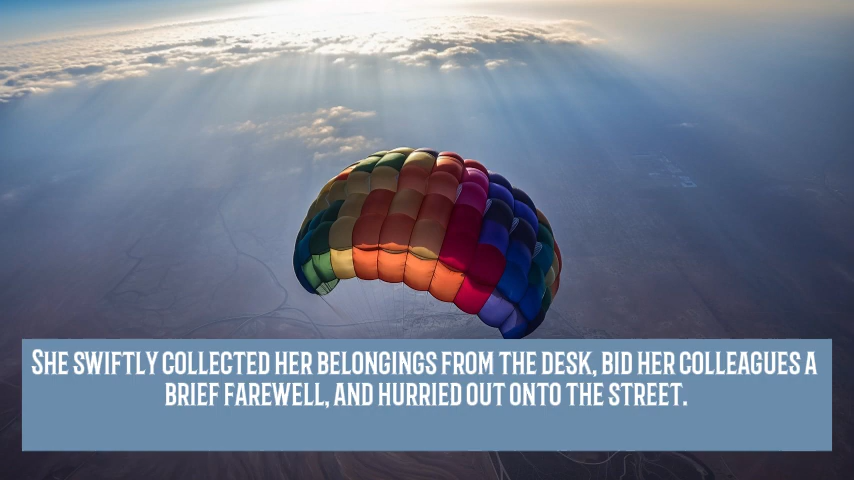 She swiftly collected her belongings from the desk, bid her colleagues a
brief farewell, and hurried out onto the street.